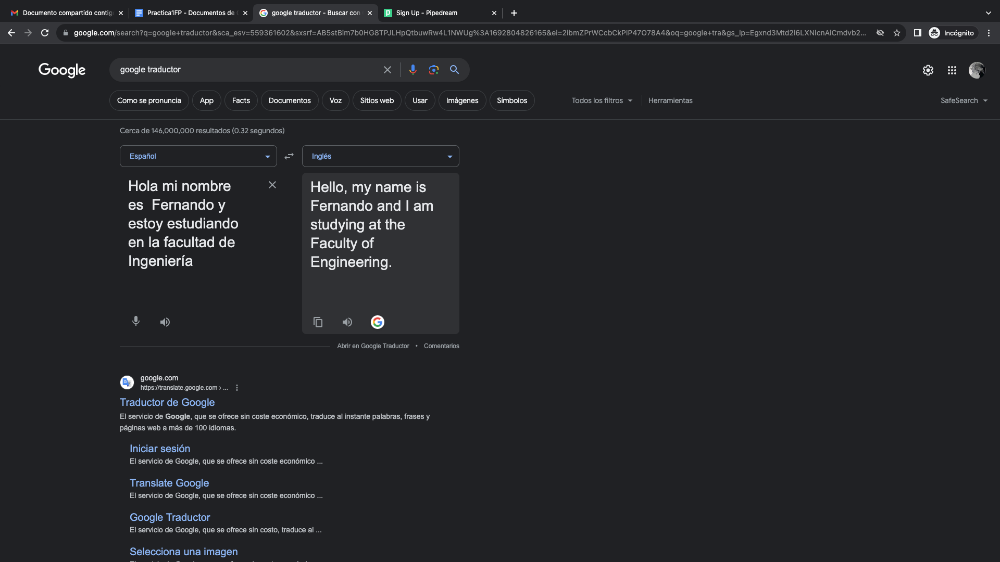 Documento compartido contig
Practica1FP - Documentos de
google traductor - Buscar con
Sign Up - Pipedream
google.com/search?q=google+traductor&sca_esv=559361602&sxsrf=AB5stBim7b0HG8TPJLHpQtbuwRw4L1NWUg%3A1692804826165&ei=2ibmZPrWCcbCkPIP47O78A4&oq=google+tra&gs_lp=Egxnd3Mtd2l6LXNlcnAiCmdvb2...
Incógnito
Google
google traductor
Como se pronuncia App Facts Documentos Voz Sitios web Usar Imágenes Símbolos Todos los filtros Herramientas SafeSearch
Cerca de 146,000,000 resultados (0.32 segundos)
Español
Inglés
Hola mi nombre
es  Fernando y
estoy estudiando
en la facultad de
Ingeniería
Hello, my name is
Fernando and I am
studying at the
Faculty of
Engineering.
Abrir en Google Traductor • Comentarios
google.com
https://translate.google.com › ...
Traductor de Google
El servicio de Google, que se ofrece sin coste económico, traduce al instante palabras, frases y
páginas web a más de 100 idiomas.
Iniciar sesión
El servicio de Google, que se ofrece sin coste económico ...
Translate Google
El servicio de Google, que se ofrece sin coste económico ...
Google Traductor
El servicio de Google, que se ofrece sin costo, traduce al ...
Selecciona una imagen